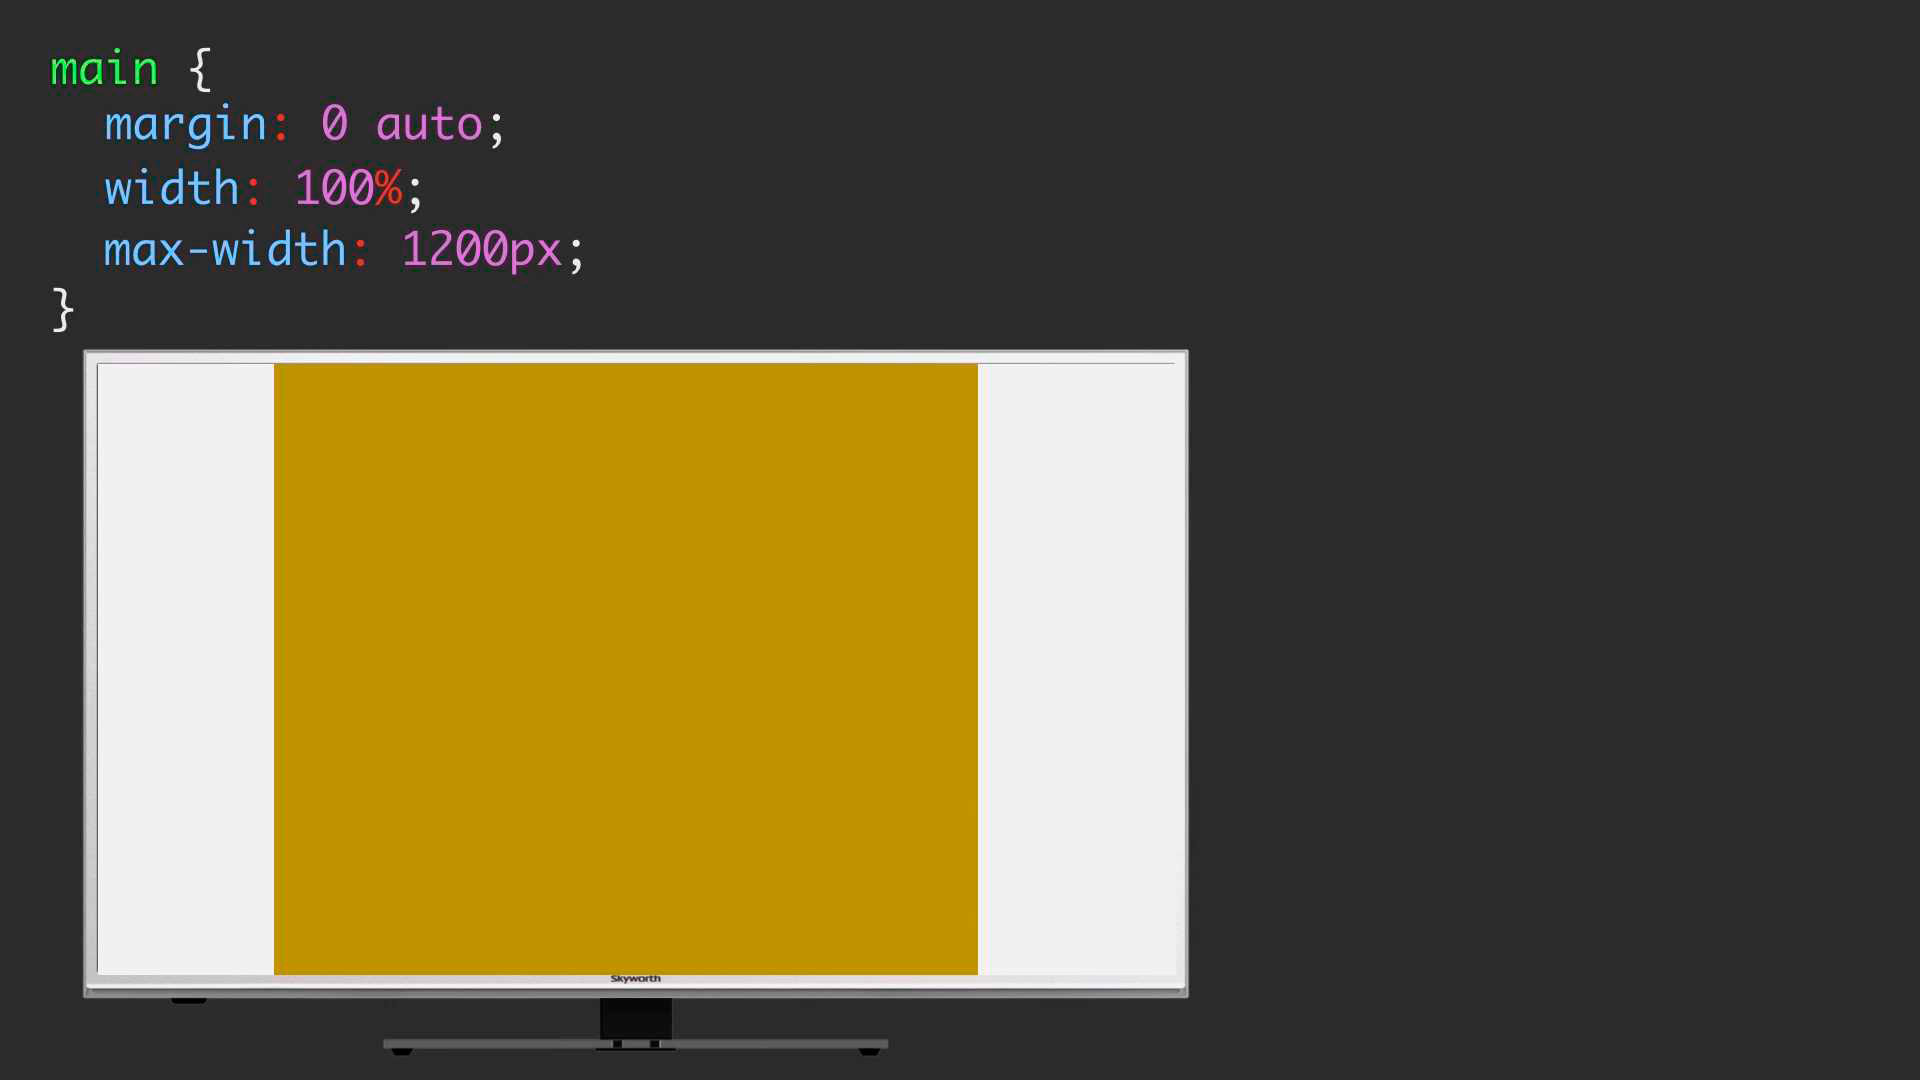 main {
  margin: 0 auto;
  width: 100%;
  max-width: 1200px;
}
Skyworth